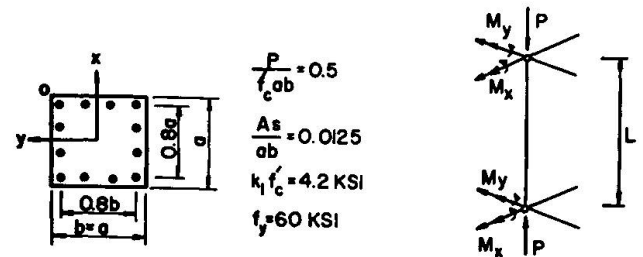 x
o
y
0.8a
a
0.8b
b=a
P
f'c ab
=0.5
As
ab
=0.0125
k₁ f'c=4.2 KSI
fy=60 KSI
My
P
Mx
L
My
Mx
P